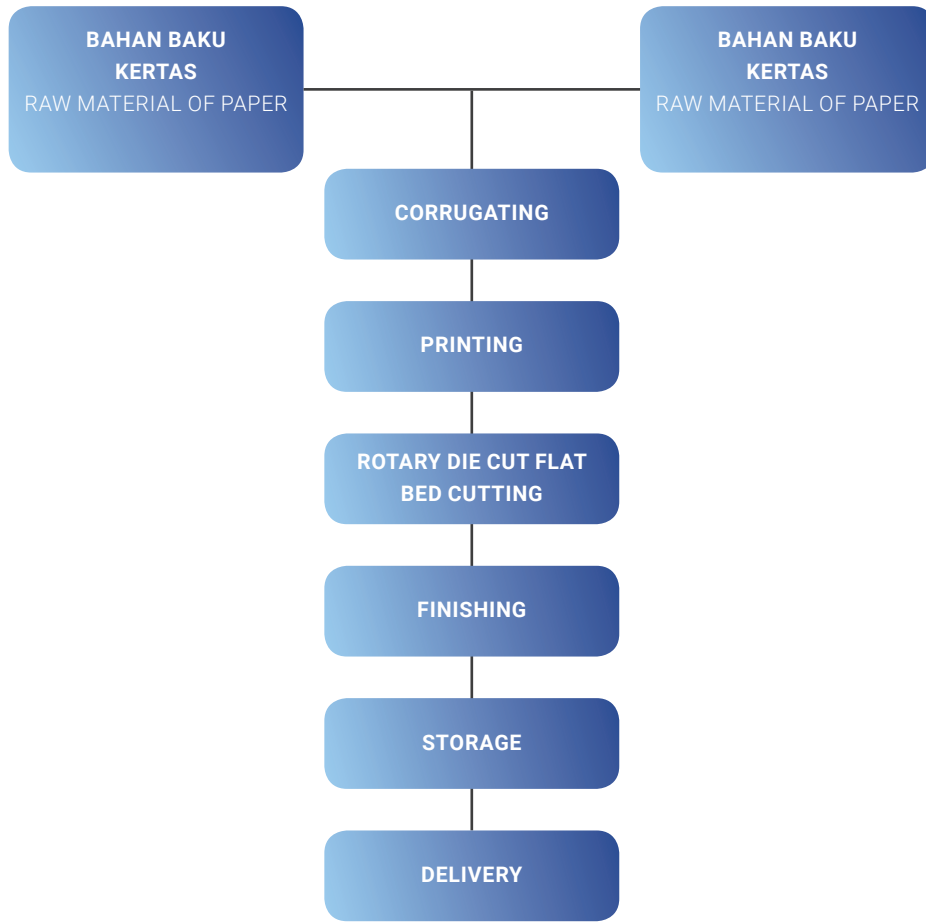 BAHAN BAKU
KERTAS
RAW MATERIAL OF PAPER
BAHAN BAKU
KERTAS
RAW MATERIAL OF PAPER
CORRUGATING
PRINTING
ROTARY DIE CUT FLAT
BED CUTTING
FINISHING
STORAGE
DELIVERY